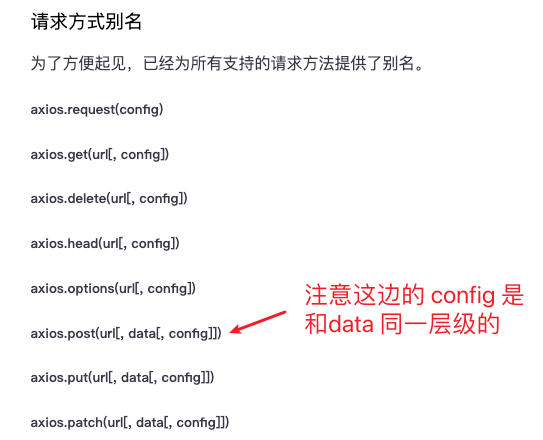 请求方式别名
为了方便起见，已经为所有支持的请求方法提供了别名。
axios.request(config)
axios.get(url[, config])
axios.delete(url[, config])
axios.head(url[, config])
axios.options(url[, config])
注意这边的 config 是
和data 同一层级的
axios.post(url[, data[, config]])
axios.put(url[, data[, config]])
axios.patch(url[, data[, config]])